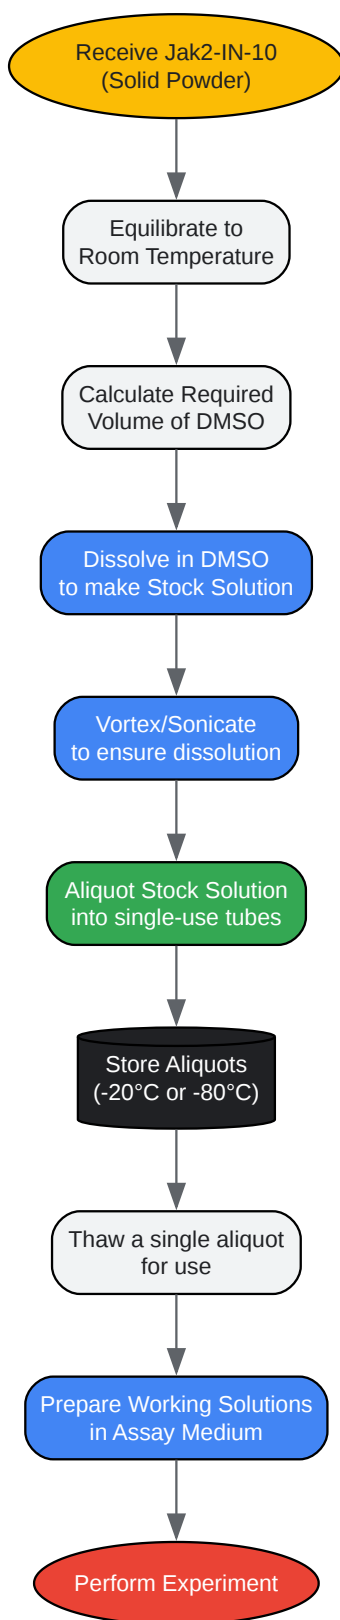 Receive Jak2-IN-10
(Solid Powder)
Equilibrate to
Room Temperature
Calculate Required
Volume of DMSO
Dissolve in DMSO
to make Stock Solution
Vortex/Sonicate
to ensure dissolution
Aliquot Stock Solution
into single-use tubes
Store Aliquots
(-20°C or -80°C)
Thaw a single aliquot
for use
Prepare Working Solutions
in Assay Medium
Perform Experiment